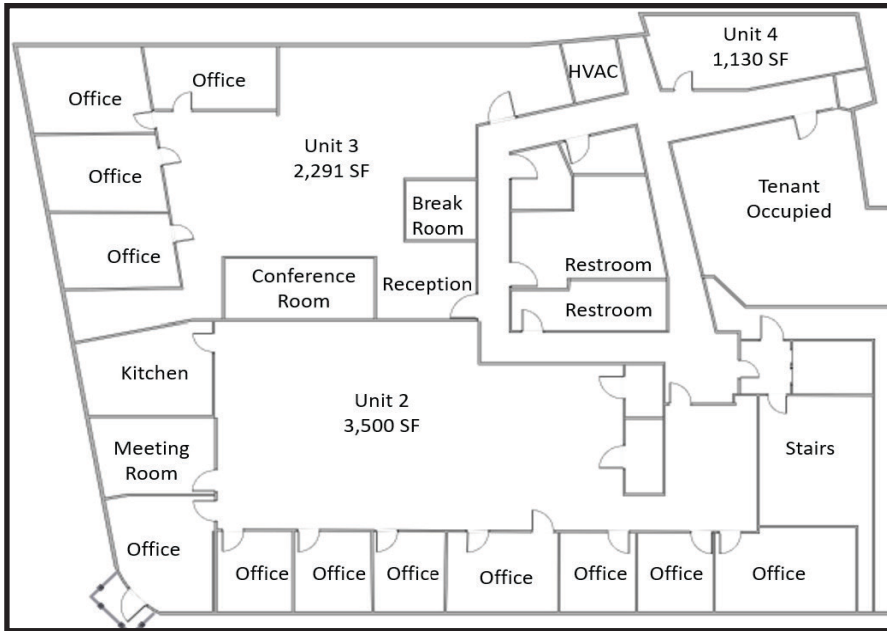 Unit 4
1,130 SF
Office
HVAC
Office
Unit 3
2,291 SF
Office
Break
Room
Tenant
Occupied
Office
Conference
Room
Reception
Restroom
Restroom
Kitchen
Unit 2
3,500 SF
Meeting
Room
Stairs
Office
Office
Office
Office
Office
Office
Office
Office